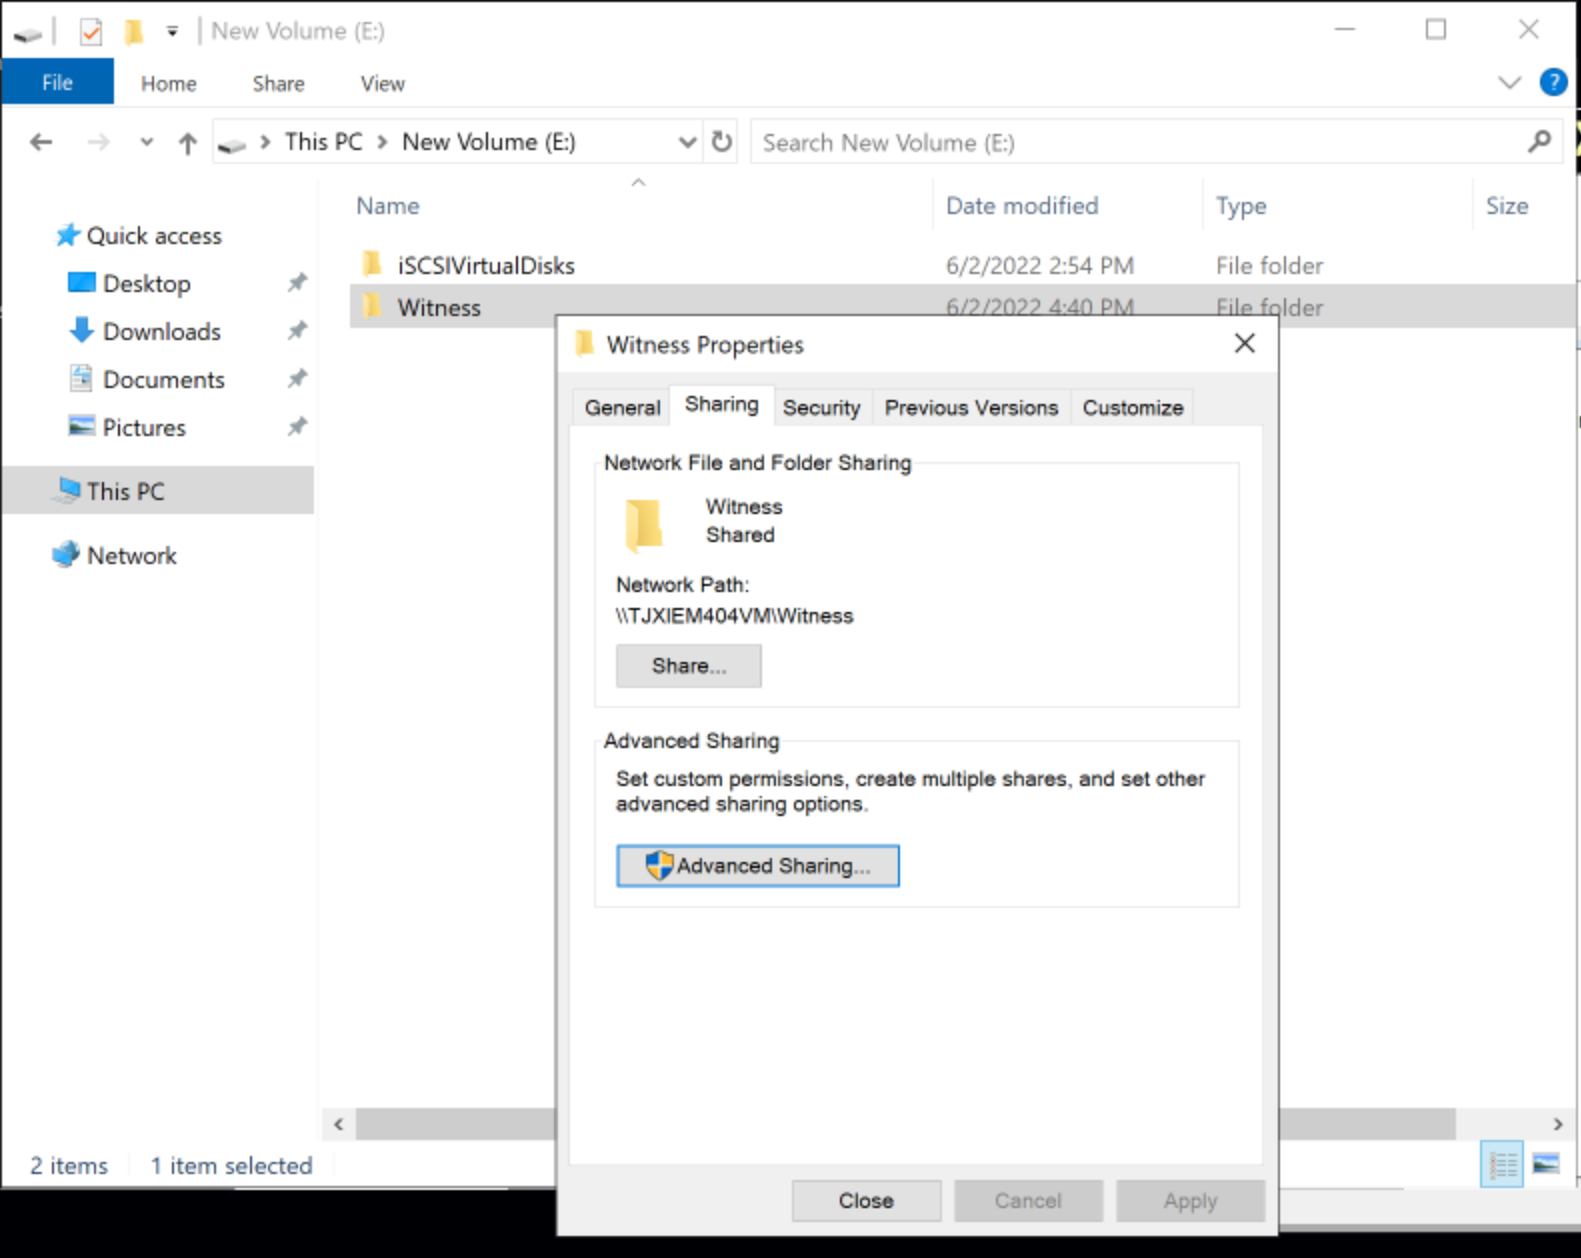 New Volume (E:)
File Home Share View
?
This PC New Volume (E:) Search New Volume (E:)
Name Date modified Type Size
Quick access
Desktop
Downloads
Documents
Pictures
This PC
Network
iSCSIVirtualDisks 6/2/2022 2:54 PM File folder
Witness 6/2/2022 4:40 PM File folder
Witness Properties
General Sharing Security Previous Versions Customize
Network File and Folder Sharing
Witness
Shared
Network Path:
\\TJXIEM404VM\Witness
Share...
Advanced Sharing
Set custom permissions, create multiple shares, and set other
advanced sharing options.
Advanced Sharing...
Close Cancel Apply
2 items 1 item selected